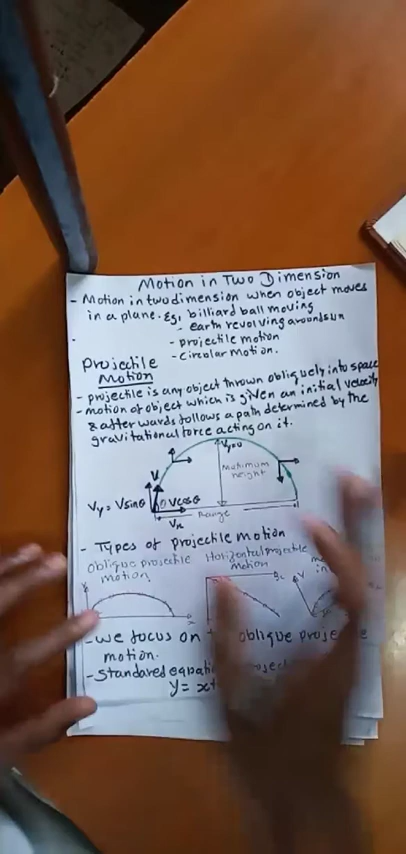 Motion in Two Dimension
- Motion in two dimension when object moves
in a plane. Eg, billiard ball moving
- earth revolving around sun
- projectile motion
- Circular motion.
Projectile
Motion
- projectile is any object thrown obliquely into space
- motion of object which is given an initial velocity
& after wards follows a path determined by the
gravitational force acting on it.
Vy=0
Maximum
height
V
Vy = Vsinθ
θ Vcosθ
Vx
Range
- Types of projectile motion
oblique projectile
motion
Horizontal projectile
Motion
in
y
x
- we focus on oblique projectile
motion.
- Standared equati
y = x